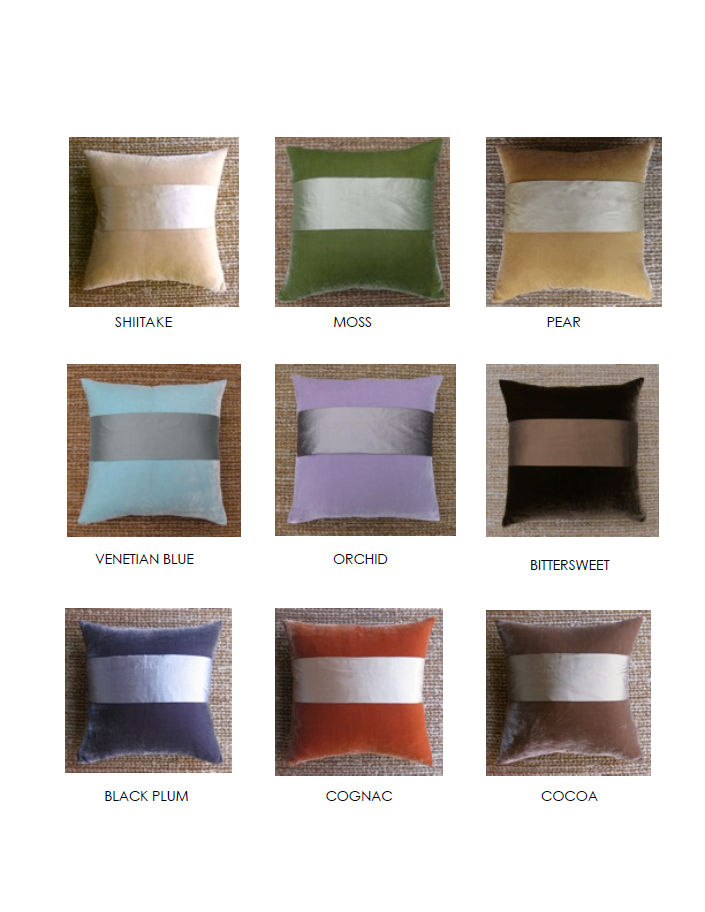 SHIITAKE
MOSS
PEAR
VENETIAN BLUE
ORCHID
BITTERSWEET
BLACK PLUM
COGNAC
COCOA